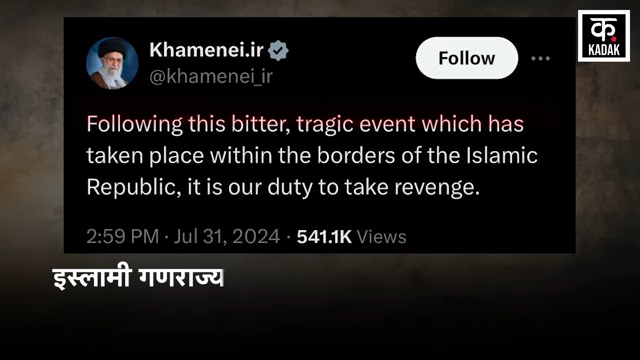 क.
KADAK
Khamenei.ir
@khamenei_ir
Follow
Following this bitter, tragic event which has
taken place within the borders of the Islamic
Republic, it is our duty to take revenge.
2:59 PM · Jul 31, 2024 · 541.1K Views
इस्लामी गणराज्य